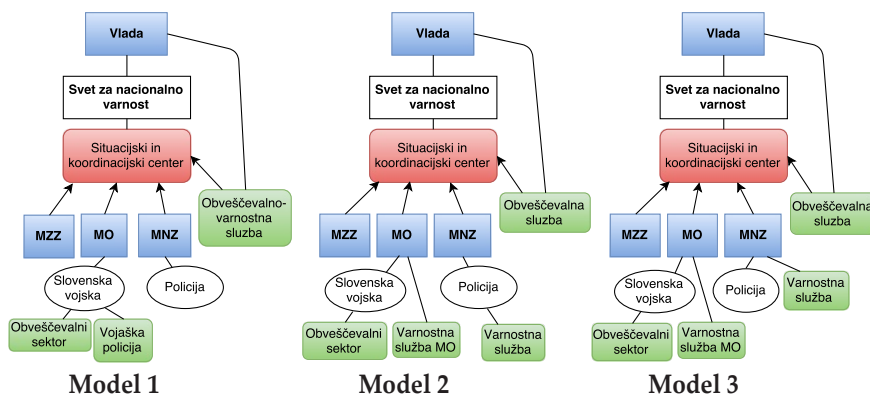 Vlada
Svet za nacionalno
varnost
Situacijski in
koordinacijski center
Obveščevalno-
varnostna
sluzba
MZZ
MO
MNZ
Slovenska
vojska
Policija
Obveščevalni
sektor
Vojaška
policija
Model 1
Vlada
Svet za nacionalno
varnost
Situacijski in
koordinacijski center
Obveščevalna
sluzba
MZZ
MO
MNZ
Slovenska
vojska
Policija
Obveščevalni
sektor
Varnostna
služba MO
Varnostna
služba
Model 2
Vlada
Svet za nacionalno
varnost
Situacijski in
koordinacijski center
Obveščevalna
sluzba
MZZ
MO
MNZ
Slovenska
vojska
Policija
Varnostna
služba
Obveščevalni
sektor
Varnostna
služba MO
Model 3